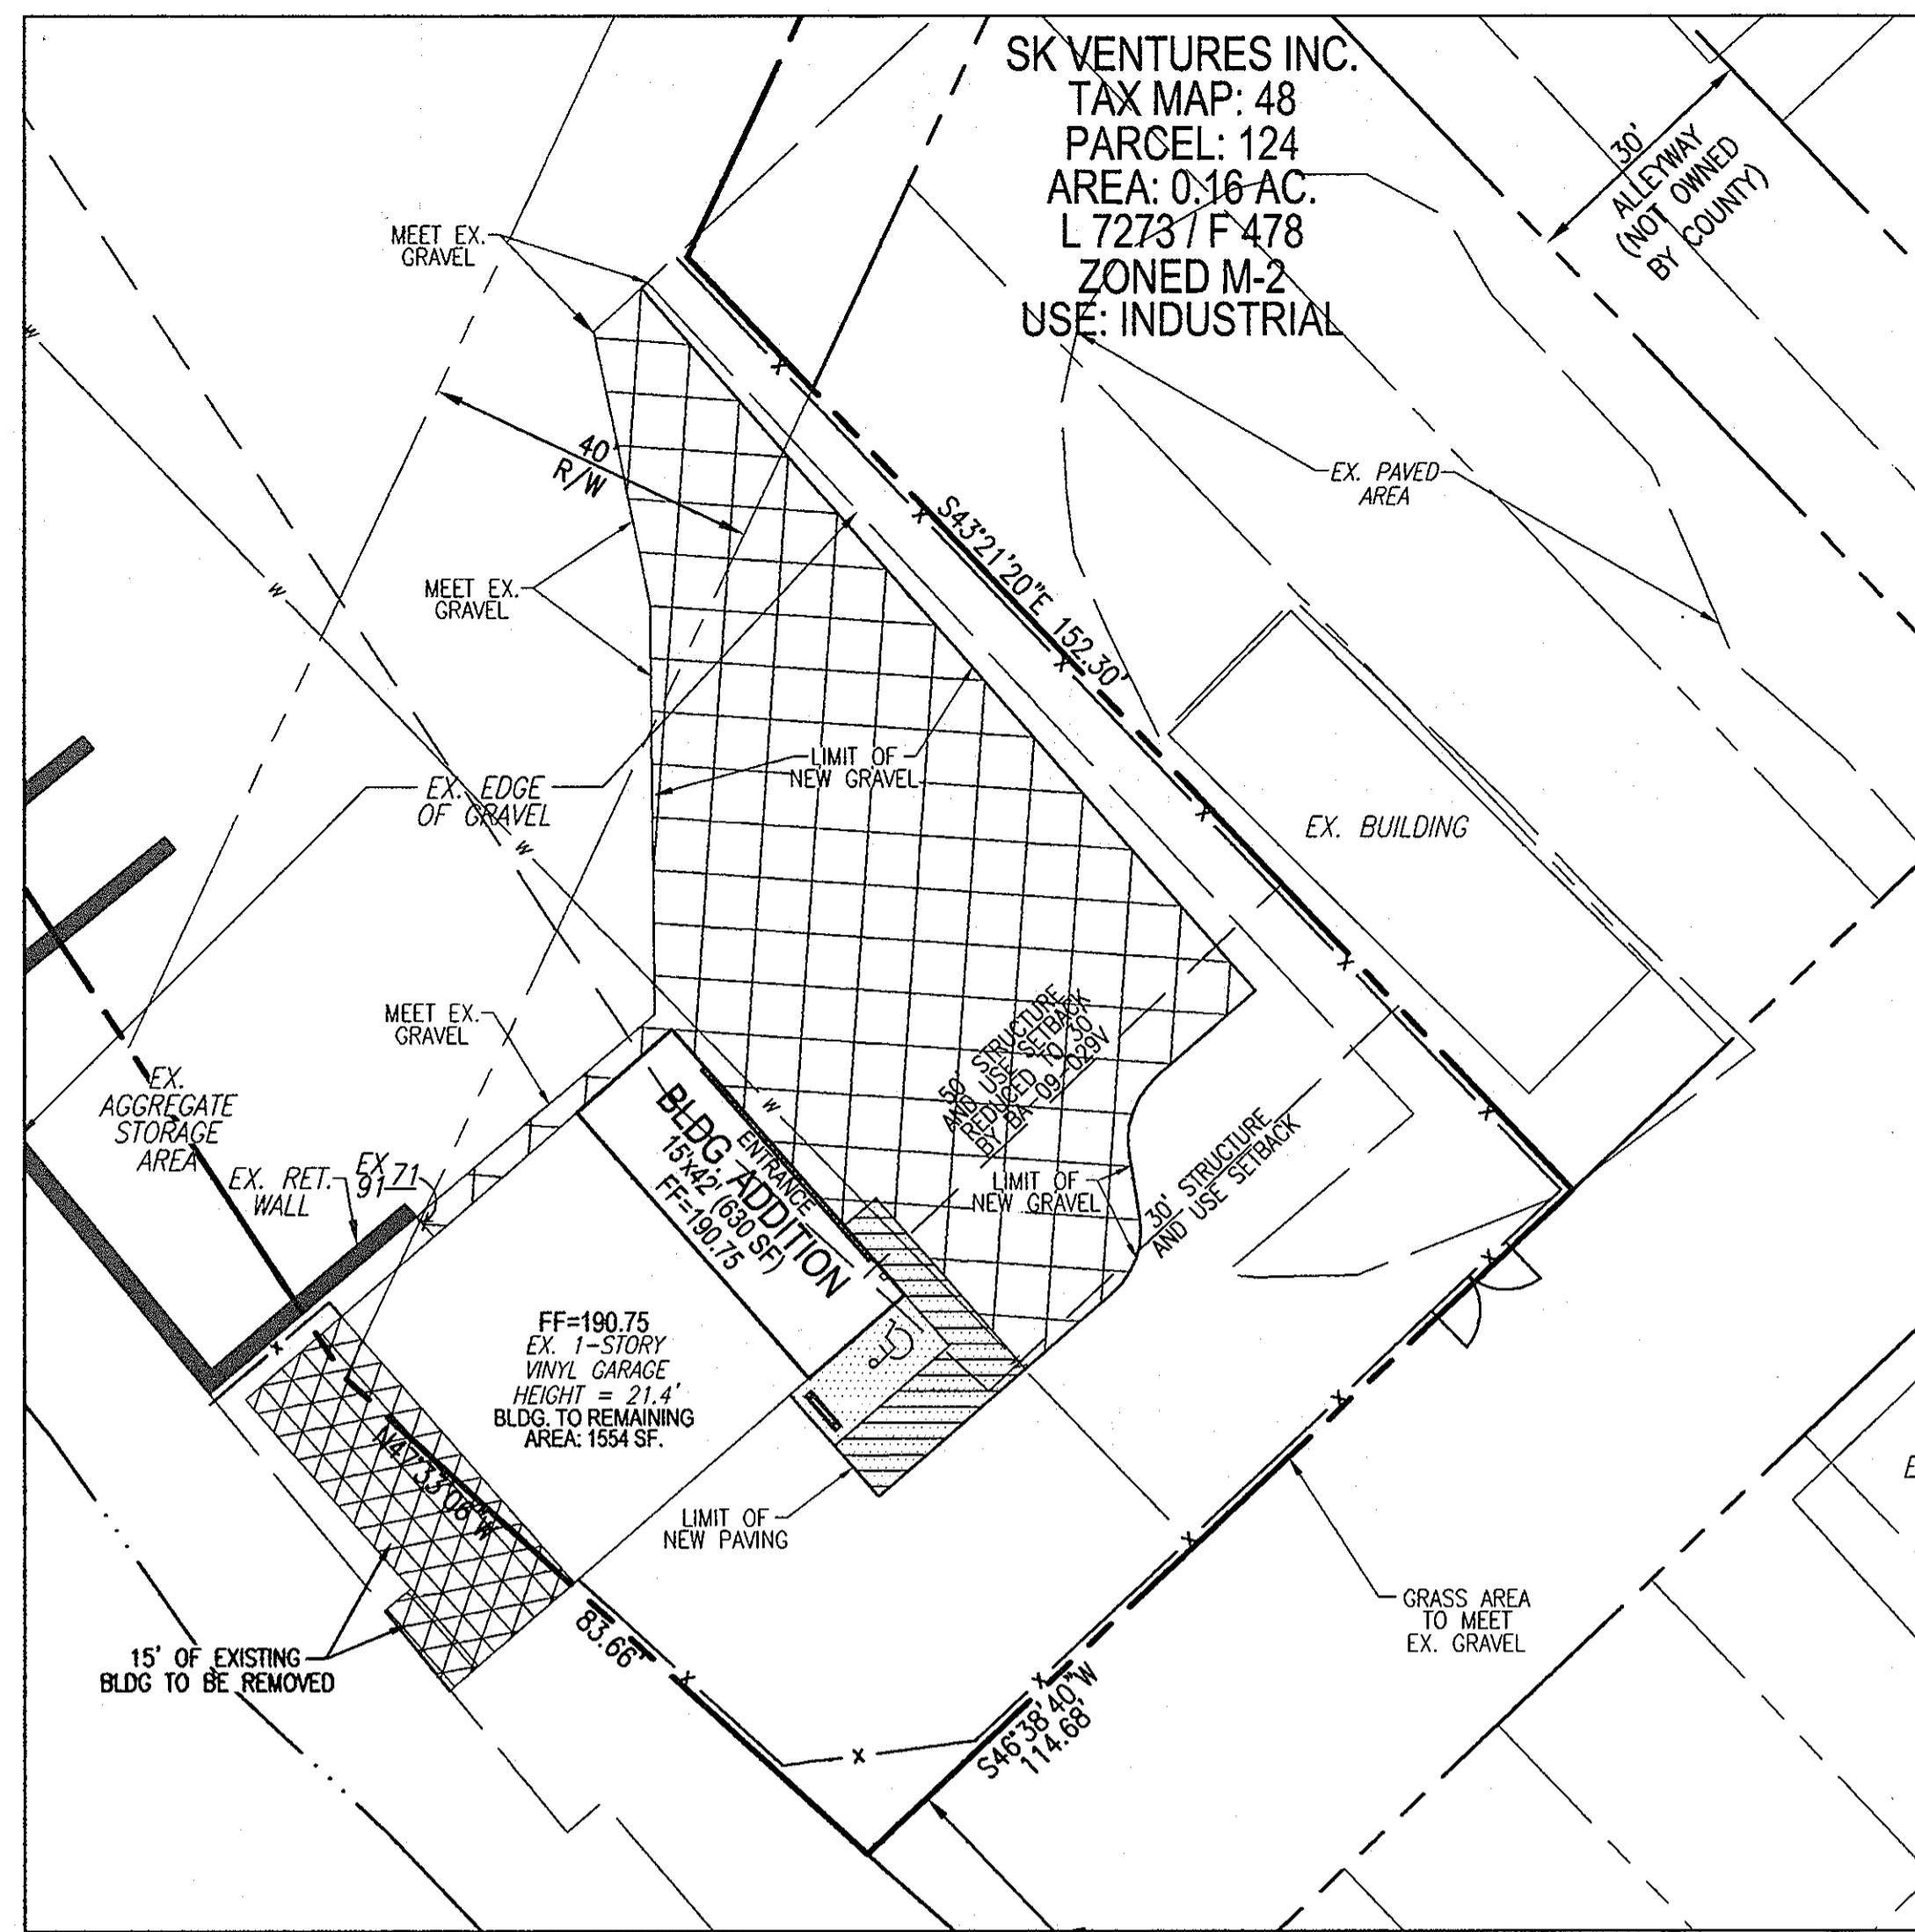 SK VENTURES INC.
TAX MAP: 48
PARCEL: 124
AREA: 0.16 AC.
L 7273 / F 478
ZONED M-2
USE: INDUSTRIAL
30'
ALLEYWAY
(NOT OWNED
BY COUNTY)
MEET EX.
GRAVEL
40'
R/W
EX. PAVED
AREA
S43°21'20"E 152.30'
MEET EX.
GRAVEL
LIMIT OF
NEW GRAVEL
EX. EDGE
OF GRAVEL
EX. BUILDING
MEET EX.
GRAVEL
50' STRUCTURE
AND USE SETBACK
REDUCED TO 30'
BY BA-09-029V
EX.
AGGREGATE
STORAGE
AREA
EX. RET.
WALL
EX
91 71
BLDG. ADDITION
15'x42' (630 SF)
FF=190.75
ENTRANCE
LIMIT OF
NEW GRAVEL
30' STRUCTURE
AND USE SETBACK
FF=190.75
EX. 1-STORY
VINYL GARAGE
HEIGHT = 21.4'
BLDG. TO REMAINING
AREA: 1554 SF.
N47°33'06"W
83.66'
LIMIT OF
NEW PAVING
15' OF EXISTING
BLDG TO BE REMOVED
GRASS AREA
TO MEET
EX. GRAVEL
S46°38'40"W
114.68'
W
W
W
W
X
X
X
X
X
X
X
X
X
X
X
X
X
E